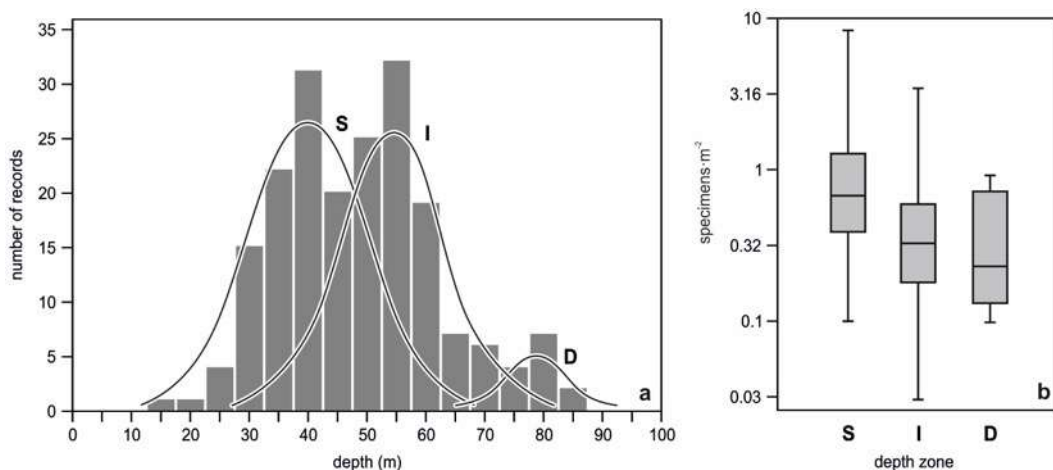 35
30
25
20
15
10
5
0
number of records
S
I
D
a
0 10 20 30 40 50 60 70 80 90 100
depth (m)
10
3.16
1
0.32
0.1
0.03
specimens·m⁻²
b
S I D
depth zone